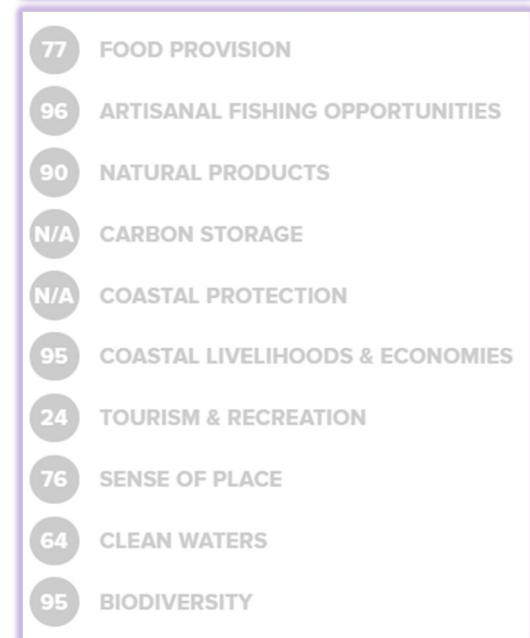 77 FOOD PROVISION
96 ARTISANAL FISHING OPPORTUNITIES
90 NATURAL PRODUCTS
N/A CARBON STORAGE
N/A COASTAL PROTECTION
95 COASTAL LIVELIHOODS & ECONOMIES
24 TOURISM & RECREATION
76 SENSE OF PLACE
64 CLEAN WATERS
95 BIODIVERSITY